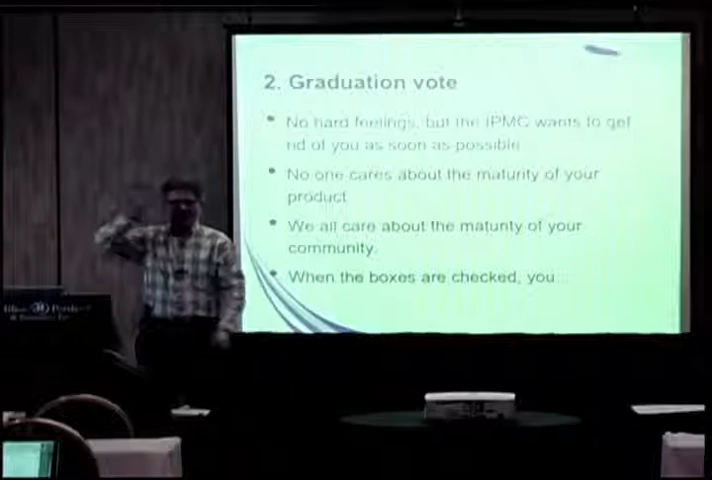 2. Graduation vote
• No hard feelings, but the IPMC wants to get
rid of you as soon as possible
• No one cares about the maturity of your
product
• We all care about the maturity of your
community.
• When the boxes are checked, you
Hilton